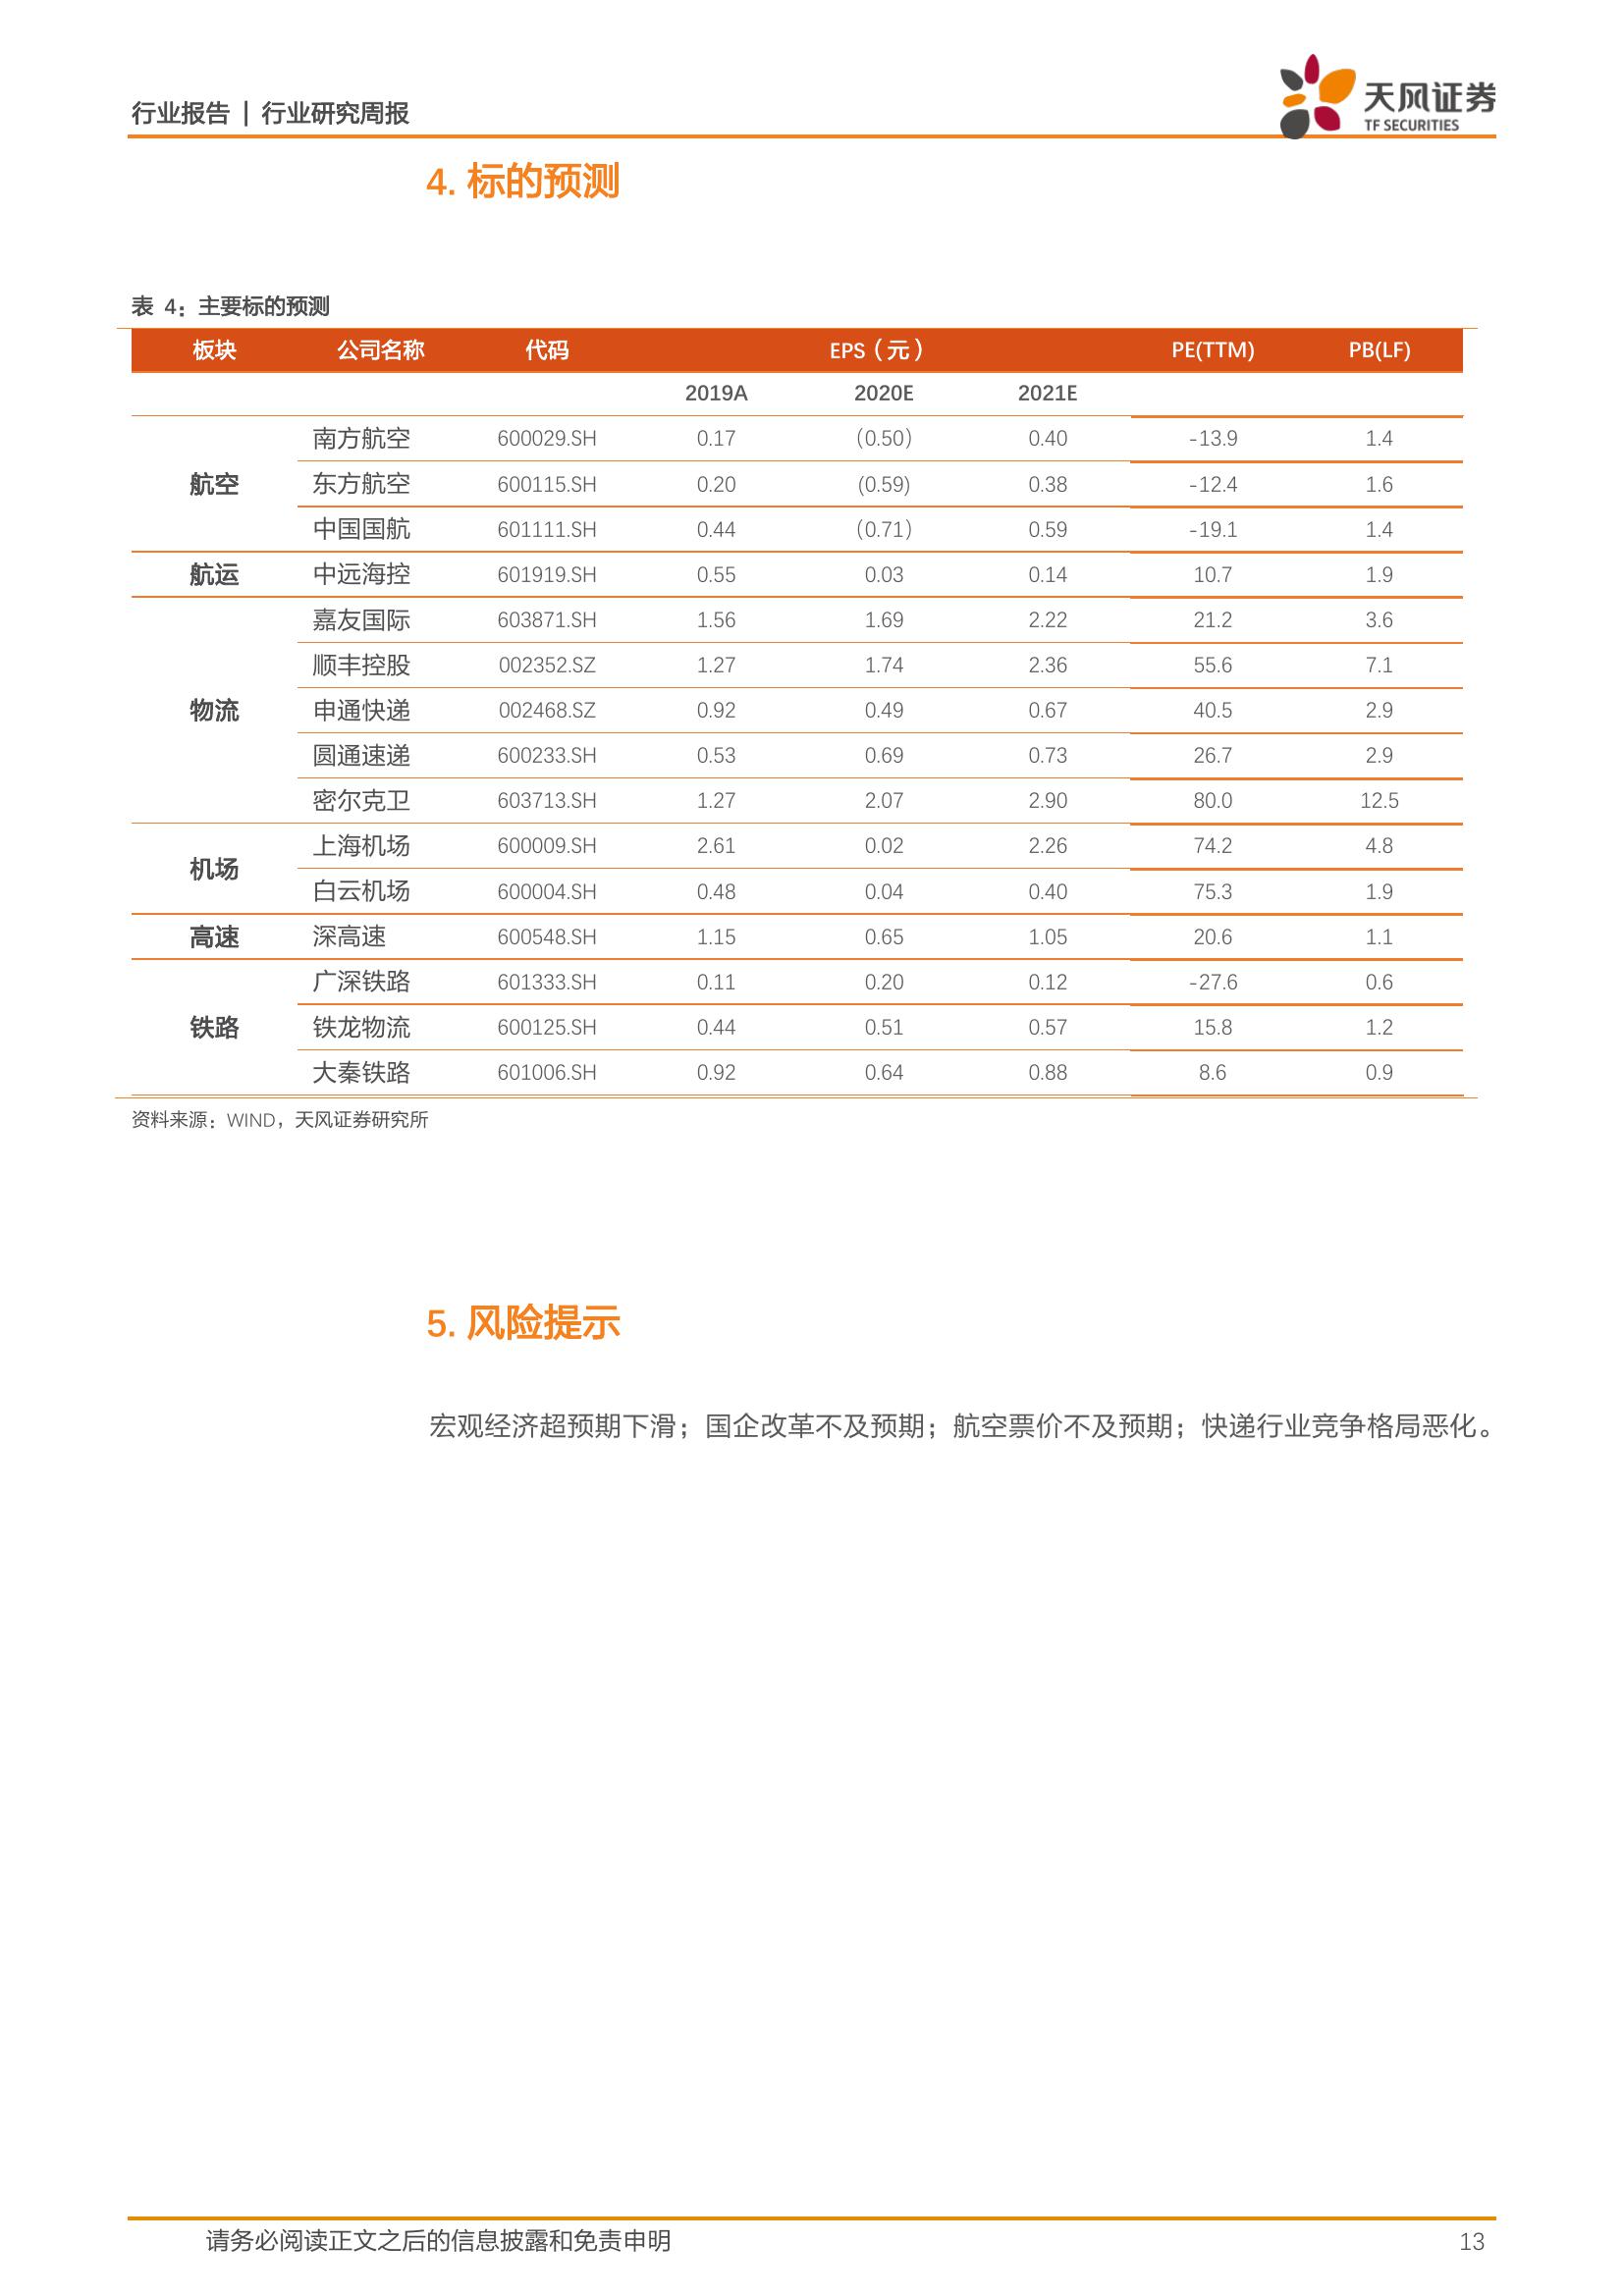 行业报告 | 行业研究周报
天风证券
TF SECURITIES
4. 标的预测
表 4：主要标的预测
板块 公司名称 代码 EPS（元） PE(TTM) PB(LF)
2019A 2020E 2021E
航空
南方航空 600029.SH 0.17 （0.50） 0.40 -13.9 1.4
东方航空 600115.SH 0.20 (0.59) 0.38 -12.4 1.6
中国国航 601111.SH 0.44 （0.71） 0.59 -19.1 1.4
航运 中远海控 601919.SH 0.55 0.03 0.14 10.7 1.9
物流
嘉友国际 603871.SH 1.56 1.69 2.22 21.2 3.6
顺丰控股 002352.SZ 1.27 1.74 2.36 55.6 7.1
申通快递 002468.SZ 0.92 0.49 0.67 40.5 2.9
圆通速递 600233.SH 0.53 0.69 0.73 26.7 2.9
密尔克卫 603713.SH 1.27 2.07 2.90 80.0 12.5
机场
上海机场 600009.SH 2.61 0.02 2.26 74.2 4.8
白云机场 600004.SH 0.48 0.04 0.40 75.3 1.9
高速 深高速 600548.SH 1.15 0.65 1.05 20.6 1.1
铁路
广深铁路 601333.SH 0.11 0.20 0.12 -27.6 0.6
铁龙物流 600125.SH 0.44 0.51 0.57 15.8 1.2
大秦铁路 601006.SH 0.92 0.64 0.88 8.6 0.9
资料来源：WIND，天风证券研究所
5. 风险提示
宏观经济超预期下滑；国企改革不及预期；航空票价不及预期；快递行业竞争格局恶化。
请务必阅读正文之后的信息披露和免责申明 13